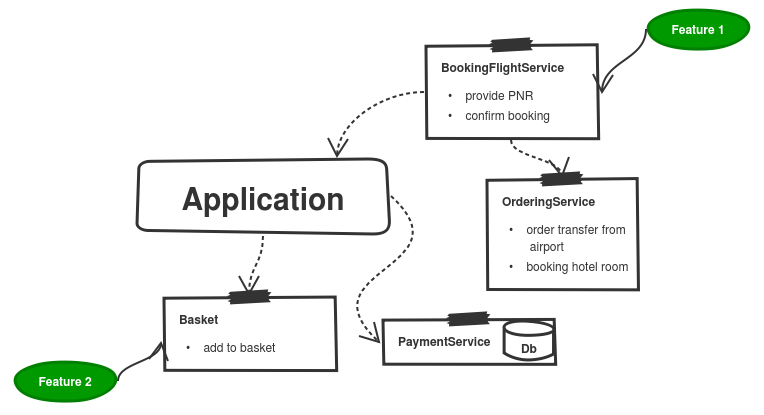 Feature 1
BookingFlightService
• provide PNR
• confirm booking
Application
OrderingService
• order transfer from
airport
• booking hotel room
Basket
• add to basket
PaymentService
Db
Feature 2